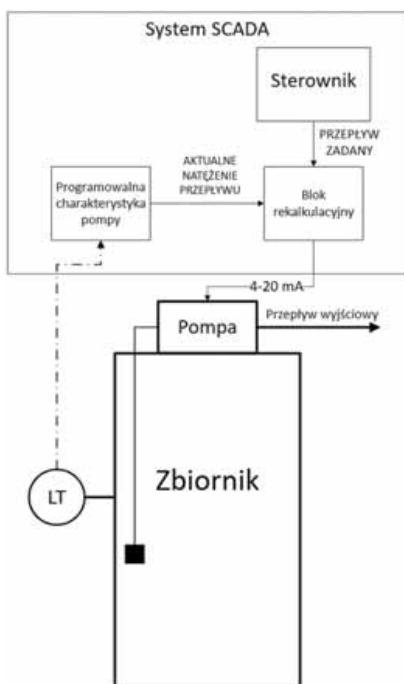 System SCADA
Sterownik
PRZEPŁYW
ZADANY
AKTUALNE
NATĘŻENIE
PRZEPŁYWU
Programowalna
charakterystyka
pompy
Blok
rekalkulacyjny
4-20 mA
Pompa
Przepływ wyjściowy
Zbiornik
LT